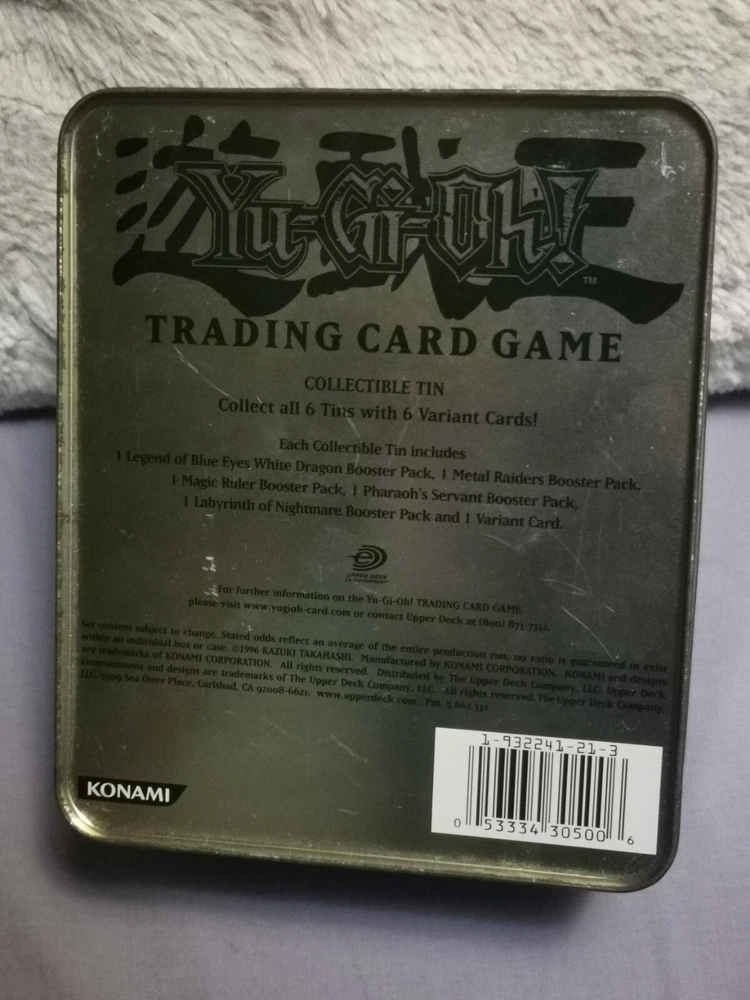 遊戯王
Yu-Gi-Oh!
TM
TRADING CARD GAME
COLLECTIBLE TIN
Collect all 6 Tins with 6 Variant Cards!
Each Collectible Tin includes
1 Legend of Blue Eyes White Dragon Booster Pack, 1 Metal Raiders Booster Pack,
1 Magic Ruler Booster Pack, 1 Pharaoh's Servant Booster Pack,
1 Labyrinth of Nightmare Booster Pack and 1 Variant Card.
UPPER DECK
ENTERTAINMENT
For further information on the Yu-Gi-Oh! TRADING CARD GAME,
please visit www.yugioh-card.com or contact Upper Deck at (800) 873-7332.
Set content subject to change. Stated odds reflect an average of the entire production run; no ratio is guaranteed to exist
within an individual box or case. ©1996 KAZUKI TAKAHASHI. Manufactured by KONAMI CORPORATION. KONAMI and designs
are trademarks of KONAMI CORPORATION. All rights reserved. Distributed by The Upper Deck Company, LLC. Upper Deck
Entertainment and designs are trademarks of The Upper Deck Company, LLC. All rights reserved. The Upper Deck Company,
LLC. 5909 Sea Otter Place, Carlsbad, CA 92008-6621. www.upperdeck.com Pat. 5,662,332
1-932241-21-3
0 53334 30500 6
KONAMI